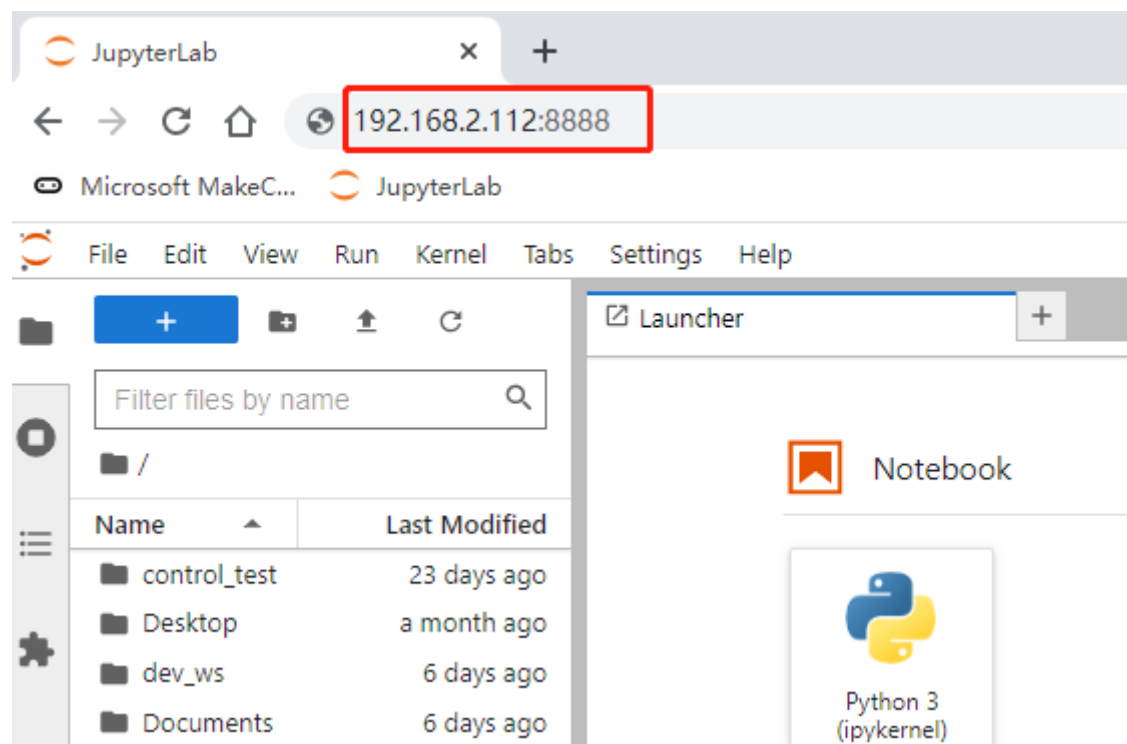 JupyterLab
192.168.2.112:8888
Microsoft MakeC... JupyterLab
File Edit View Run Kernel Tabs Settings Help
Launcher
Filter files by name
/
Notebook
Name Last Modified
control_test 23 days ago
Desktop a month ago
dev_ws 6 days ago
Documents 6 days ago
Python 3
(ipykernel)